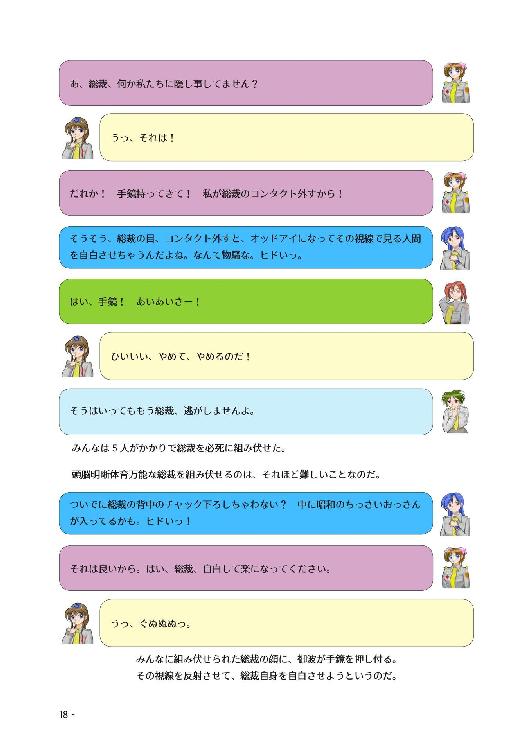 あ、総裁、何か私たちに隠し事してません？
うっ、それは！
だれか！　手鏡持ってきて！　私が総裁のコンタクト外すから！
そうそう、総裁の目、コンタクト外すと、オッドアイになってその視線で見る人間
を自白させちゃうんだよね。なんて物騒な。ヒドいっ。
はい、手鏡！　あいあいさー！
ひいいい、やめて、やめるのだ！
そうはいってももう総裁、逃がしませんよ。
みんなは５人がかりで総裁を必死に組み伏せた。
頭脳明晰体育万能な総裁を組み伏せるのは、それほど難しいことなのだ。
ついでに総裁の背中のチャック下ろしちゃわない？　中に昭和のちっさいおっさん
が入ってるかも。ヒドいっ！
それは良いから。はい、総裁、自白して楽になってください。
うっ、ぐぬぬぬっ。
みんなに組み伏せられた総裁の顔に、御波が手鏡を押し付る。
その視線を反射させて、総裁自身を自白させようというのだ。
18 -